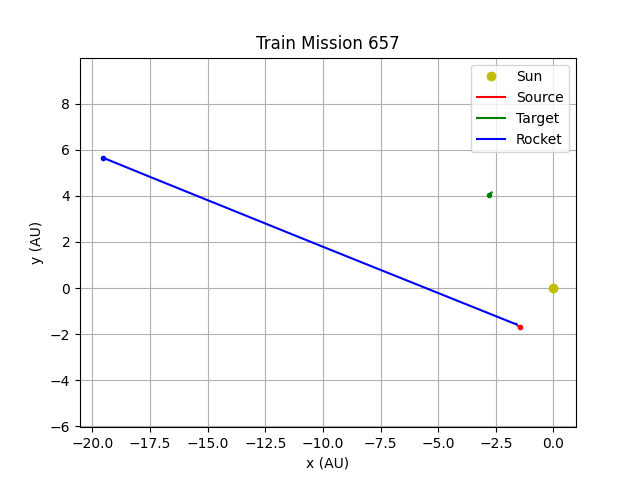 Train Mission 657
Sun
Source
Target
Rocket
8
6
4
2
0
−2
−4
−6
y (AU)
−20.0 −17.5 −15.0 −12.5 −10.0 −7.5 −5.0 −2.5 0.0
x (AU)